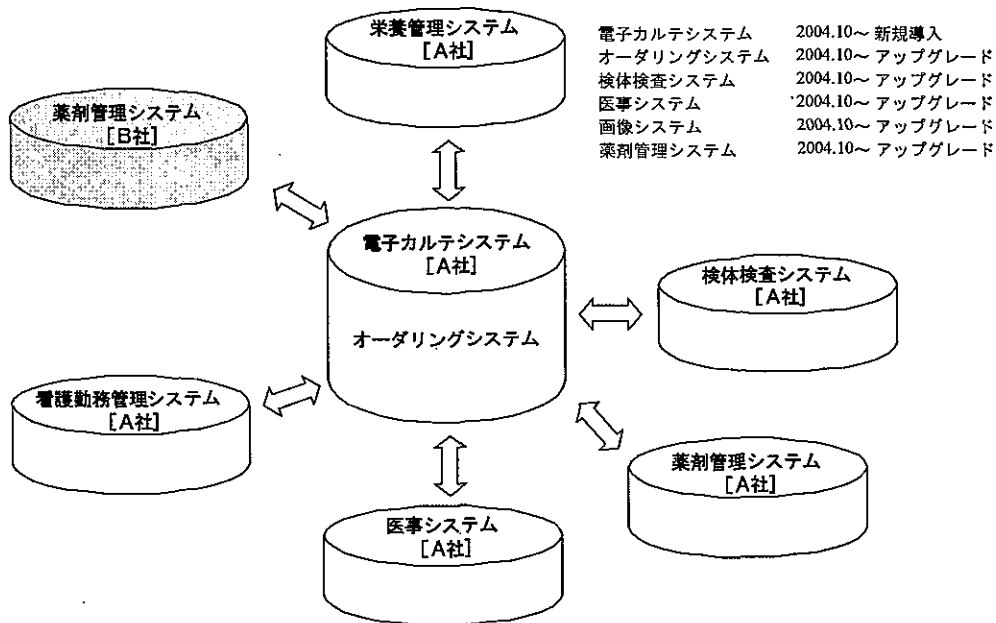 栄養管理システム
[A社]
電子カルテシステム 2004.10～ 新規導入
オーダリングシステム 2004.10～ アップグレード
検体検査システム 2004.10～ アップグレード
医事システム 2004.10～ アップグレード
画像システム 2004.10～ アップグレード
薬剤管理システム 2004.10～ アップグレード
薬剤管理システム
[B社]
電子カルテシステム
[A社]
オーダリングシステム
検体検査システム
[A社]
看護勤務管理システム
[A社]
薬剤管理システム
[A社]
医事システム
[A社]